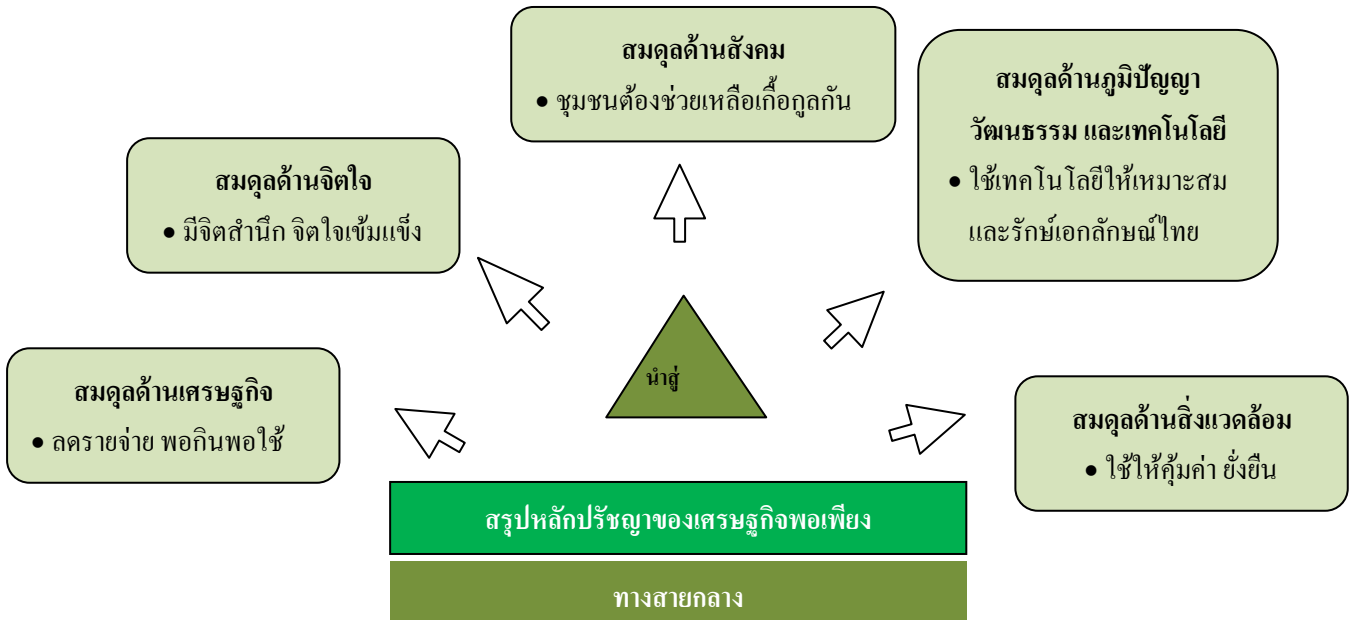 สมดุลด้านสังคม
• ชุมชนต้องช่วยเหลือเกื้อกูลกัน
สมดุลด้านภูมิปัญญา
วัฒนธรรม และเทคโนโลยี
• ใช้เทคโนโลยีให้เหมาะสม
และรักษ์เอกลักษณ์ไทย
สมดุลด้านจิตใจ
• มีจิตสำนึก จิตใจเข้มแข็ง
สมดุลด้านเศรษฐกิจ
• ลดรายจ่าย พอกินพอใช้
นำสู่
สมดุลด้านสิ่งแวดล้อม
• ใช้ให้คุ้มค่า ยั่งยืน
สรุปหลักปรัชญาของเศรษฐกิจพอเพียง
ทางสายกลาง